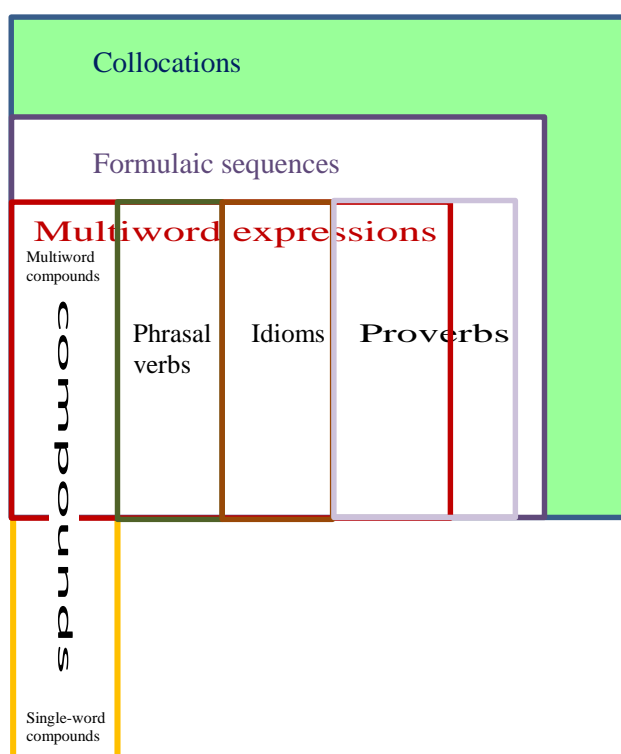 Collocations
Formulaic sequences
Multiword expressions
Multiword
compounds
compounds
Phrasal
verbs
Idioms
Proverbs
Single-word
compounds